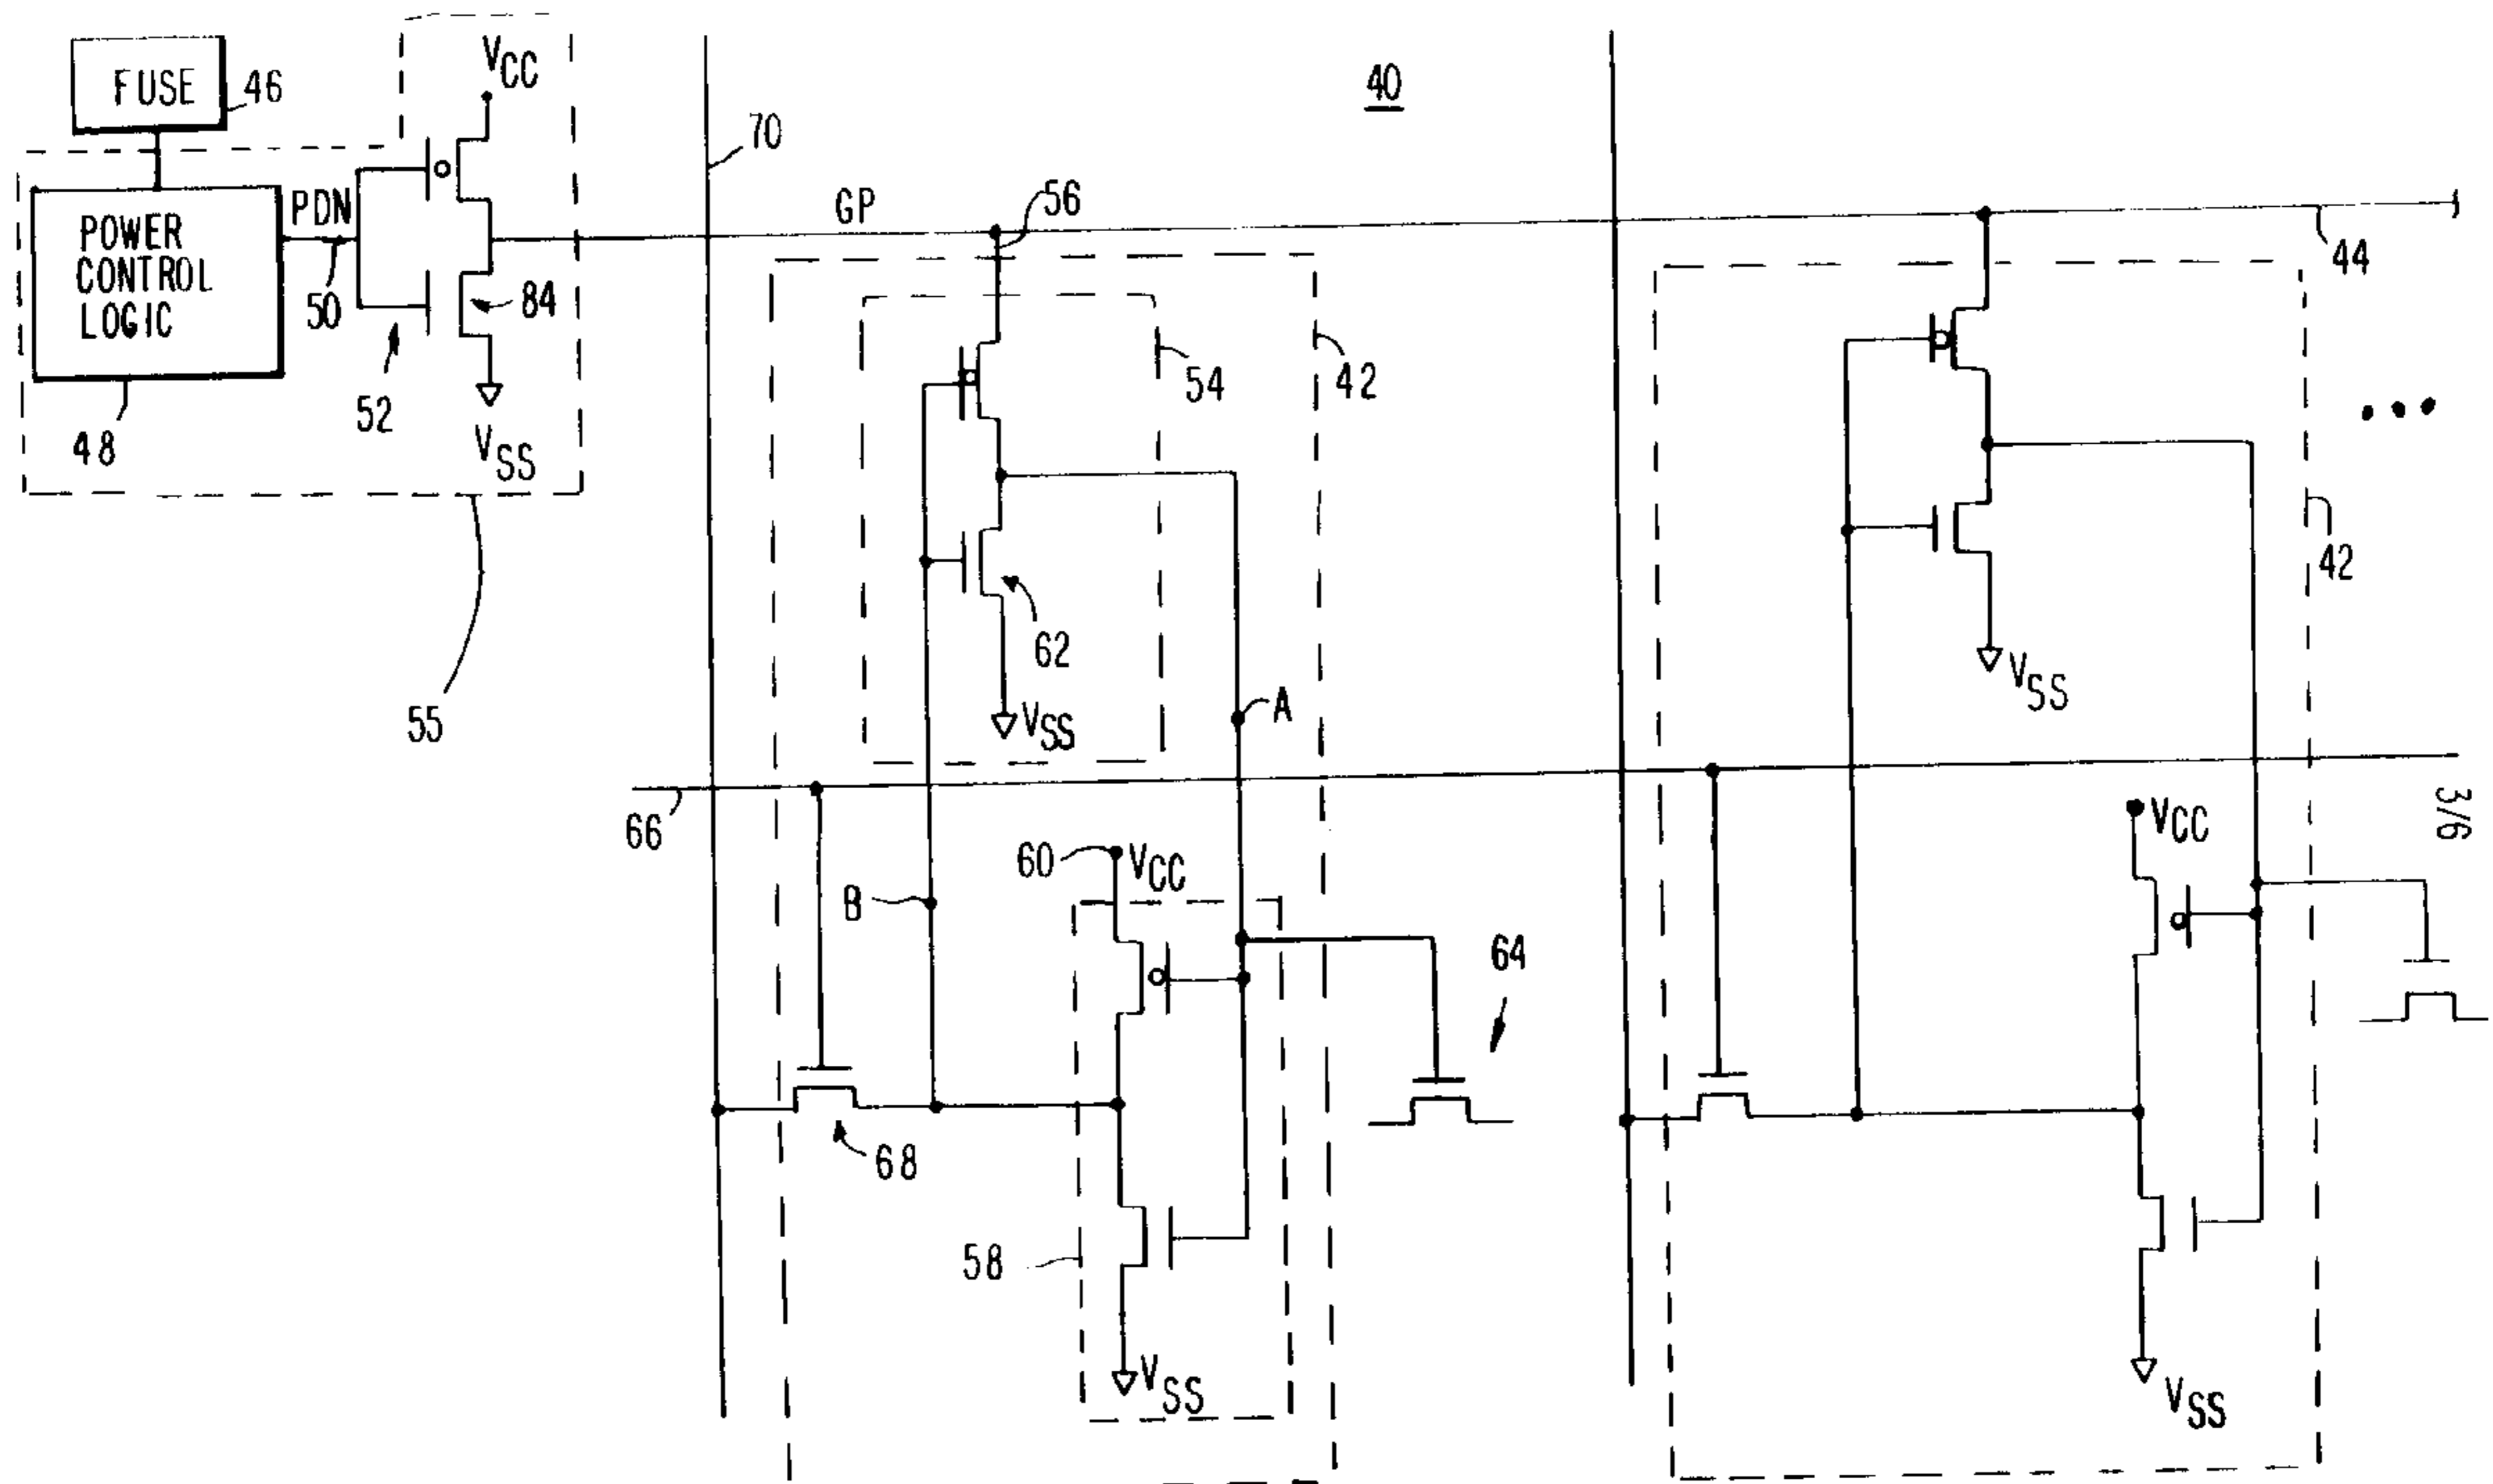 FUSE
46
VCC
40
70
PDN
GP
56
POWER
CONTROL
LOGIC
50
84
44
52
54
42
48
VSS
42
62
55
A
VSS
VSS
66
60
VCC
VCC
3/6
B
64
68
58
VSS
VSS